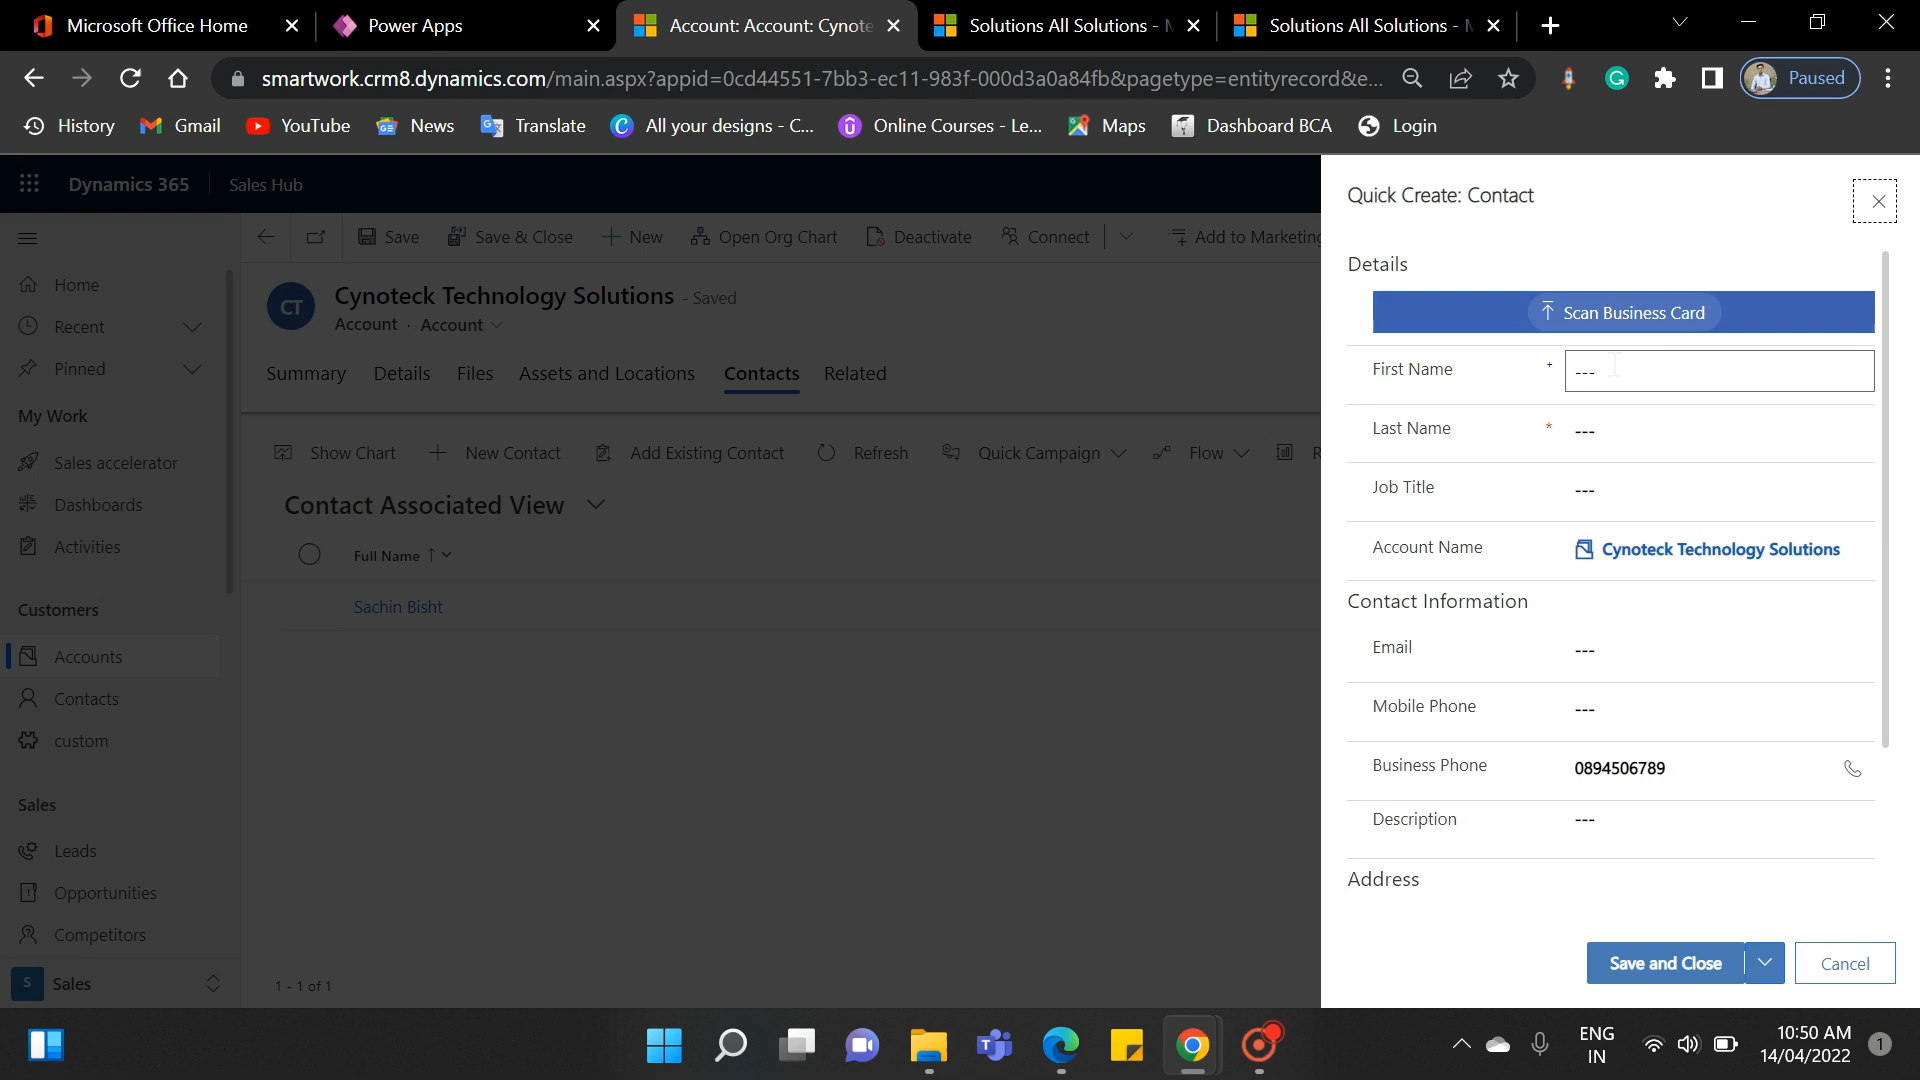 Microsoft Office Home
Power Apps
Account: Account: Cynote
Solutions All Solutions -
Solutions All Solutions -
smartwork.crm8.dynamics.com/main.aspx?appid=0cd44551-7bb3-ec11-983f-000d3a0a84fb&pagetype=entityrecord&e...
Paused
History
Gmail
YouTube
News
Translate
All your designs - C...
Online Courses - Le...
Maps
Dashboard BCA
Login
Dynamics 365
Sales Hub
Save
Save & Close
New
Open Org Chart
Deactivate
Connect
Add to Marketing
CT
Cynoteck Technology Solutions - Saved
Account · Account
Summary
Details
Files
Assets and Locations
Contacts
Related
Show Chart
New Contact
Add Existing Contact
Refresh
Quick Campaign
Flow
R
Contact Associated View
Full Name
Sachin Bisht
1 - 1 of 1
Home
Recent
Pinned
My Work
Sales accelerator
Dashboards
Activities
Customers
Accounts
Contacts
custom
Sales
Leads
Opportunities
Competitors
S
Sales
Quick Create: Contact
Details
Scan Business Card
First Name + ---
Last Name * ---
Job Title ---
Account Name Cynoteck Technology Solutions
Contact Information
Email ---
Mobile Phone ---
Business Phone 0894506789
Description ---
Address
Save and Close
Cancel
ENG
IN
10:50 AM
14/04/2022
1